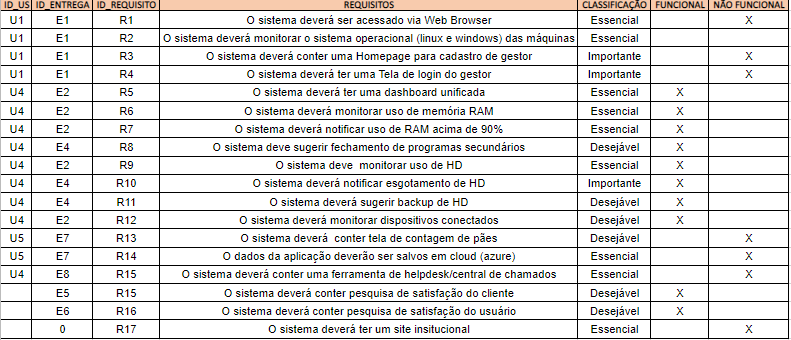 ID_US ID_ENTREGA ID_REQUISITO REQUISITOS CLASSIFICAÇÃO FUNCIONAL NÃO FUNCIONAL
U1 E1 R1 O sistema deverá ser acessado via Web Browser Essencial X
U1 E1 R2 O sistema deverá monitorar o sistema operacional (linux e windows) das máquinas Essencial
U1 E1 R3 O sistema deverá conter uma Homepage para cadastro de gestor Importante X
U1 E1 R4 O sistema deverá ter uma Tela de login do gestor Importante X
U4 E2 R5 O sistema deverá ter uma dashboard unificada Essencial X
U4 E2 R6 O sistema deverá monitorar uso de memória RAM Essencial X
U4 E2 R7 O sistema deverá notificar uso de RAM acima de 90% Essencial X
U4 E4 R8 O sistema deve sugerir fechamento de programas secundários Desejável X
U4 E2 R9 O sistema deve monitorar uso de HD Essencial X
U4 E4 R10 O sistema deverá notificar esgotamento de HD Importante X
U4 E4 R11 O sistema deverá sugerir backup de HD Desejável X
U4 E2 R12 O sistema deverá monitorar dispositivos conectados Desejável X
U5 E7 R13 O sistema deverá conter tela de contagem de pães Desejável X
U5 E7 R14 O dados da aplicação deverão ser salvos em cloud (azure) Essencial X
U4 E8 R15 O sistema deverá conter uma ferramenta de helpdesk/central de chamados Essencial X
E5 R15 O sistema deverá conter pesquisa de satisfação do cliente Desejável X
E6 R16 O sistema deverá conter pesquisa de satisfação do usuário Desejável X
0 R17 O sistema deverá ter um site insitucional Essencial X